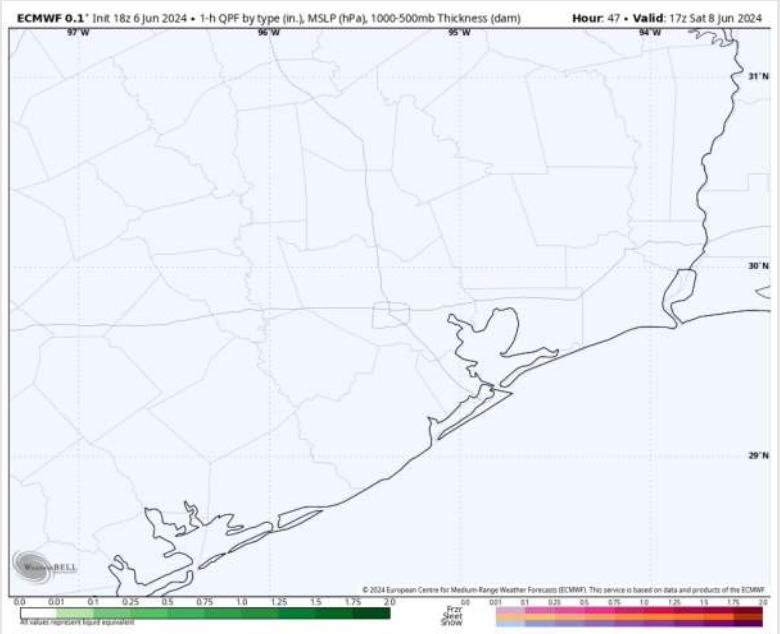 ECMWF 0.1° Init 18z 6 Jun 2024 • 1-h QPF by type (in.), MSLP (hPa), 1000-500mb Thickness (dam) Hour: 47 • Valid: 17z Sat 8 Jun 2024
97°W 96°W 95°W 94°W
31°N
30°N
29°N
WEATHERBELL
© 2024 European Centre for Medium-Range Weather Forecasts (ECMWF). This service is based on data and products of the ECMWF.
0.0 0.01 0.1 0.25 0.5 0.75 1.0 1.25 1.5 1.75 2.0 0.0 0.01 0.1 0.25 0.5 0.75 1.0 1.25 1.5 1.75 2.0
Frzr
Sleet
Snow
All values represent liquid equivalent